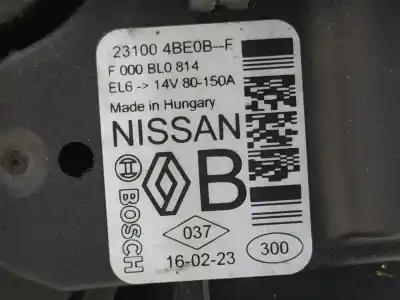 23100 4BE0B--F
F 000 BL0 814
EL6 -> 14V 80-150A
Made in Hungary
NISSAN
BOSCH
B
037
16-02-23
300